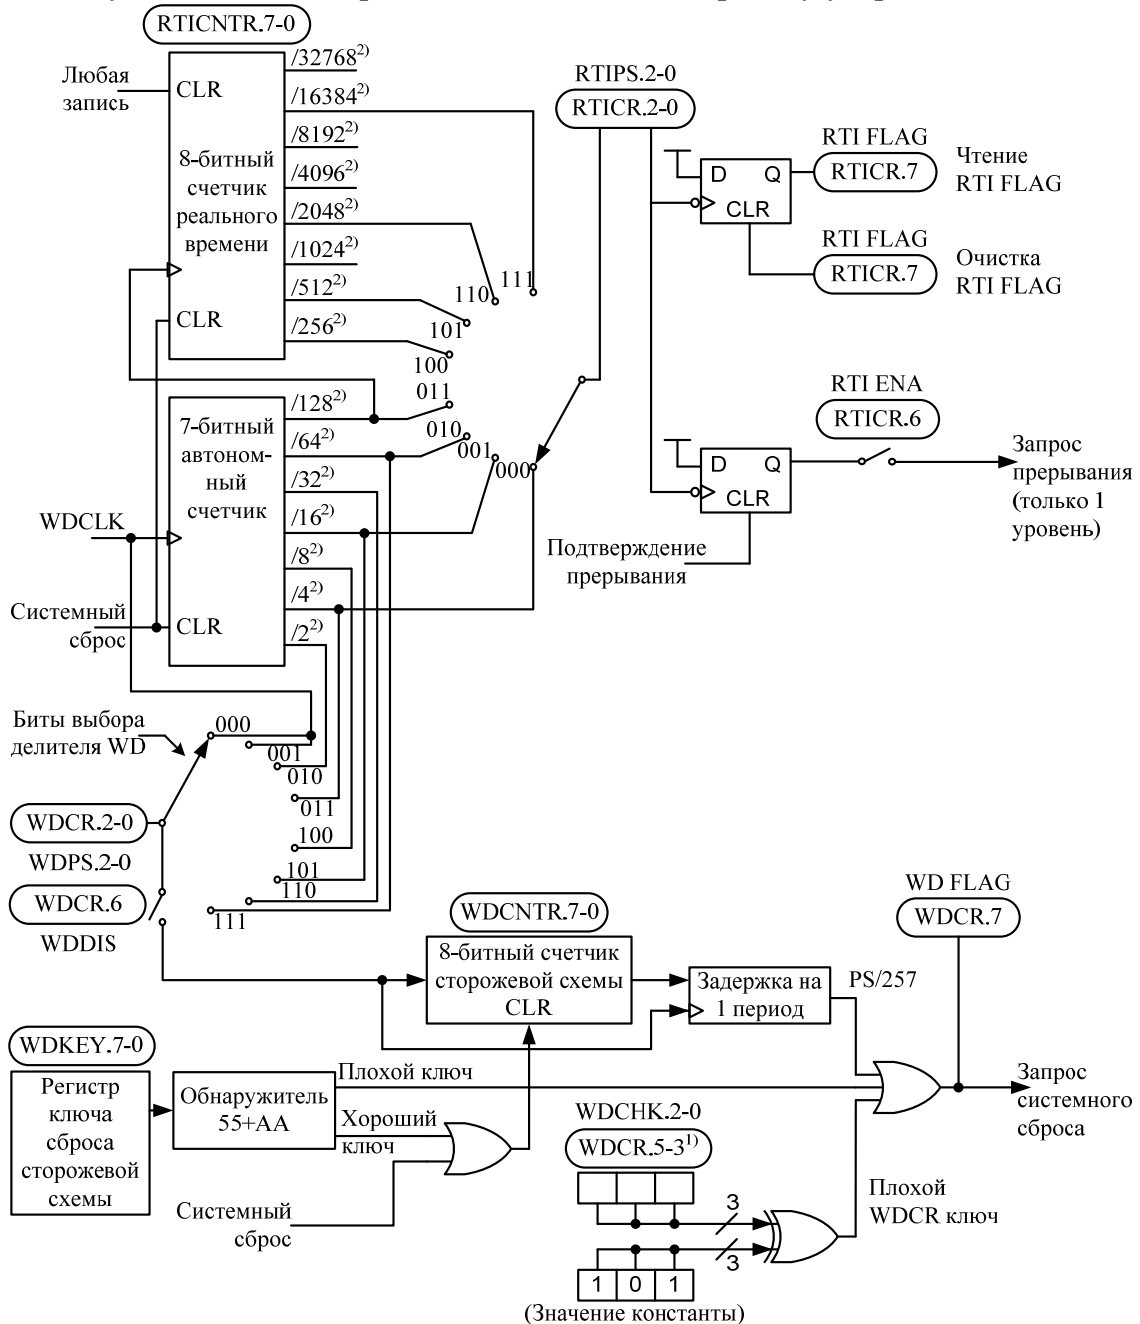 RTICNTR.7-0
Любая
запись
CLR
8-битный
счетчик
реального
времени
CLR
/32768²⁾
/16384²⁾
/8192²⁾
/4096²⁾
/2048²⁾
/1024²⁾
/512²⁾
/256²⁾
111
110
101
100
011
010
001
000
RTIPS.2-0
RTICR.2-0
D
Q
CLR
RTI FLAG
RTICR.7
Чтение
RTI FLAG
RTI FLAG
RTICR.7
Очистка
RTI FLAG
7-битный
автоном-
ный
счетчик
CLR
/128²⁾
/64²⁾
/32²⁾
/16²⁾
/8²⁾
/4²⁾
/2²⁾
WDCLK
Системный
сброс
D
Q
CLR
RTI ENA
RTICR.6
Запрос
прерывания
(только 1
уровень)
Подтверждение
прерывания
Биты выбора
делителя WD
000
001
010
011
100
101
110
111
WDCR.2-0
WDPS.2-0
WDCR.6
WDDIS
WDCNTR.7-0
8-битный счетчик
сторожевой схемы
CLR
Задержка на
1 период
PS/257
WD FLAG
WDCR.7
WDKEY.7-0
Регистр
ключа
сброса
сторожевой
схемы
Обнаружитель
55+AA
Плохой ключ
Хороший
ключ
Системный
сброс
WDCHK.2-0
WDCR.5-3¹⁾
3
3
1 0 1
(Значение константы)
Плохой
WDCR ключ
Запрос
системного
сброса